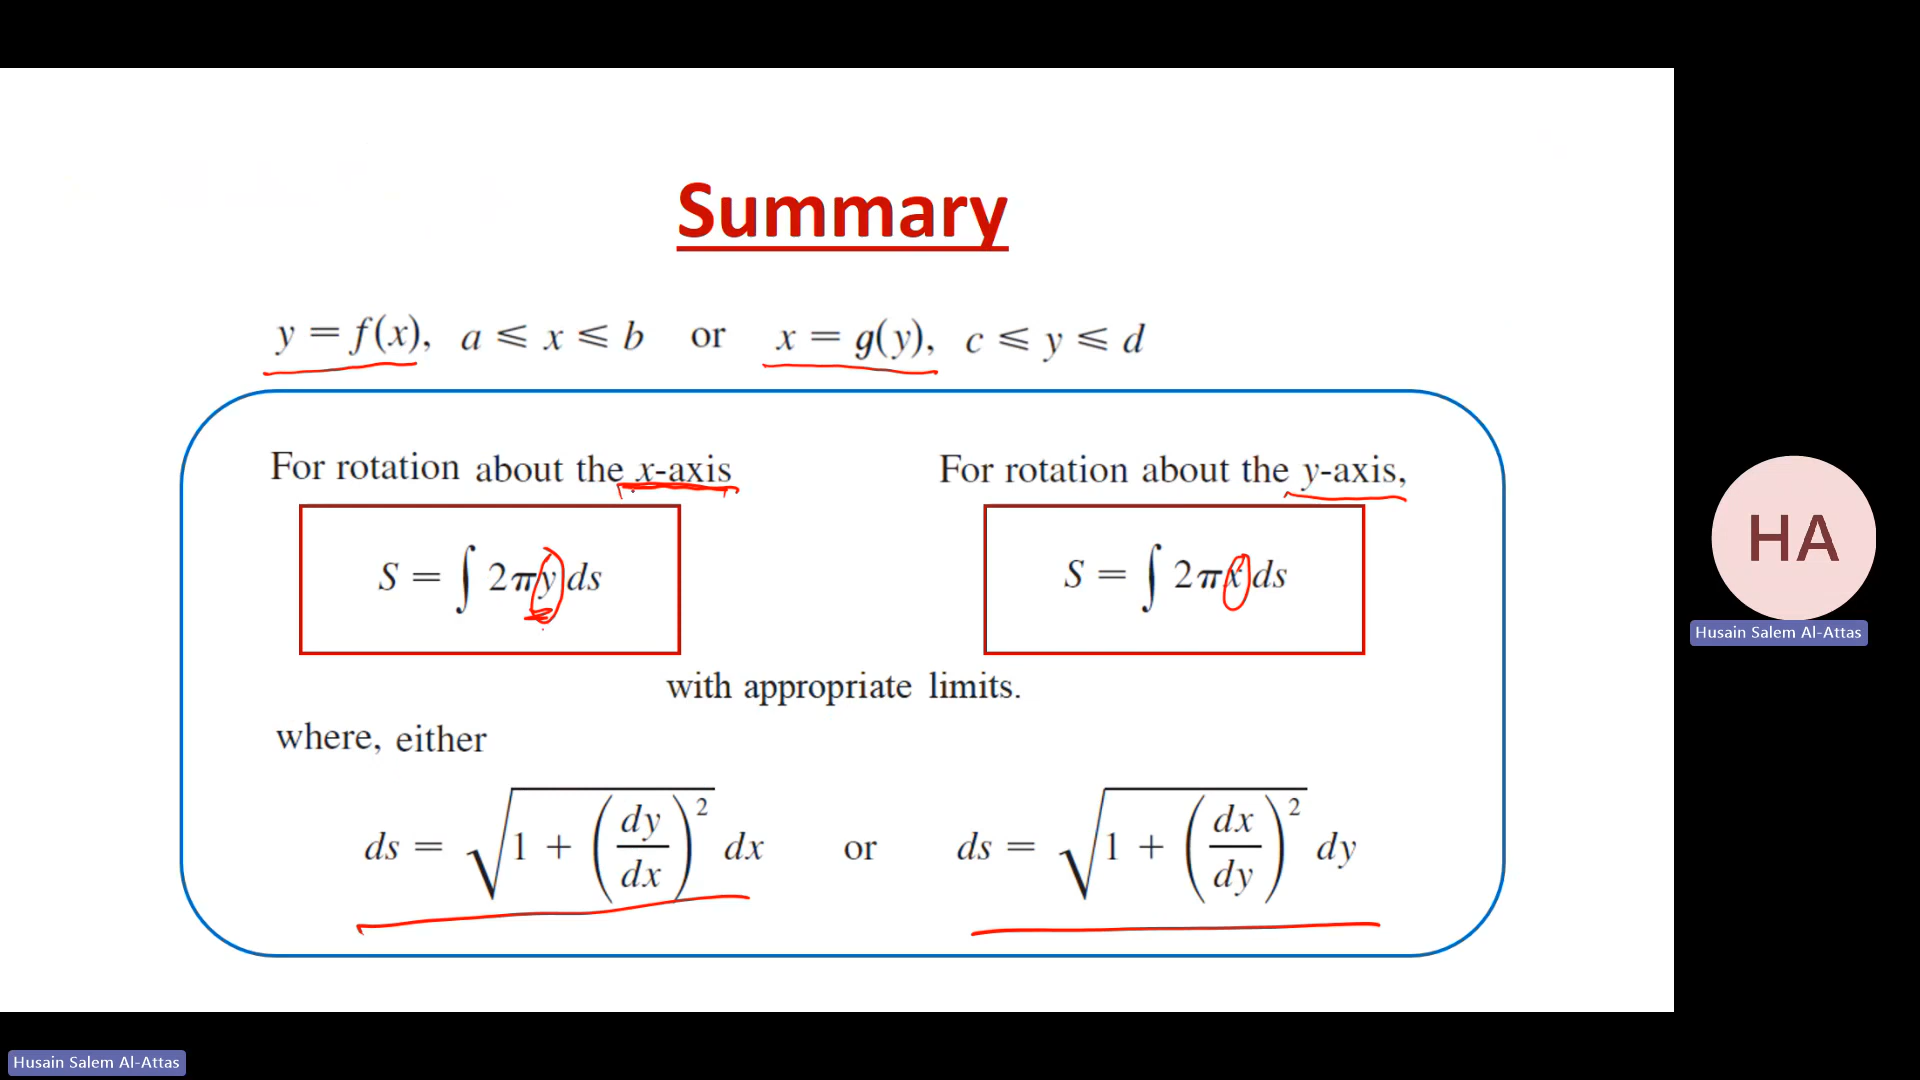 Summary
y = f(x), a ⩽ x ⩽ b or x = g(y), c ⩽ y ⩽ d
For rotation about the x-axis
For rotation about the y-axis,
S = ∫ 2πy ds
S = ∫ 2πx ds
with appropriate limits.
where, either
ds = √(1 + (dy/dx)²) dx or ds = √(1 + (dx/dy)²) dy
HA
Husain Salem Al-Attas
Husain Salem Al-Attas